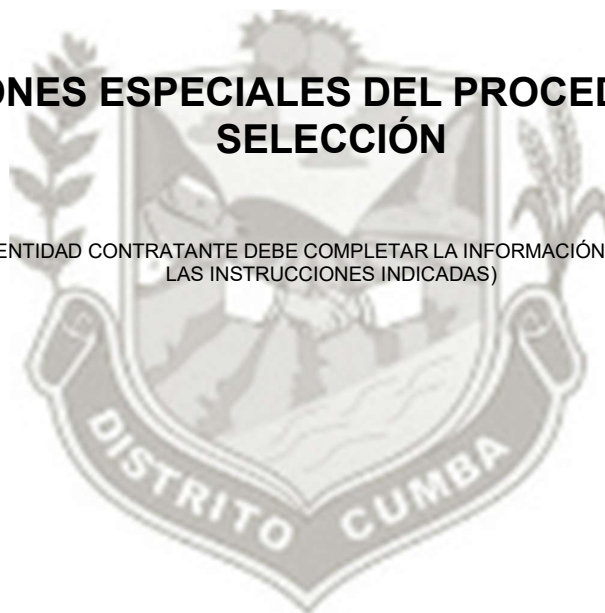 ONES ESPECIALES DEL PROCED
SELECCIÓN
ENTIDAD CONTRATANTE DEBE COMPLETAR LA INFORMACIÓN
LAS INSTRUCCIONES INDICADAS)
DISTRITO CUMBA